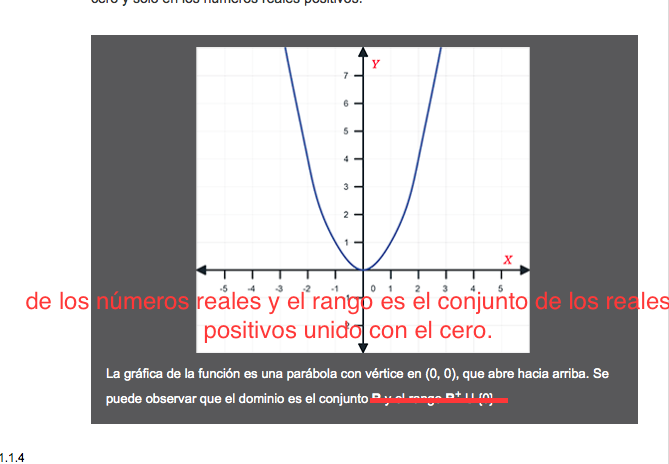 cero y solo en los números reales positivos.
Y
7
6
5
4
3
2
1
X
-5 -4 -3 -2 -1 0 1 2 3 4 5
de los números reales y el rango es el conjunto de los reales
positivos unido con el cero.
La gráfica de la función es una parábola con vértice en (0, 0), que abre hacia arriba. Se
puede observar que el dominio es el conjunto R y el rango R⁺ ∪ {0}
1.1.4